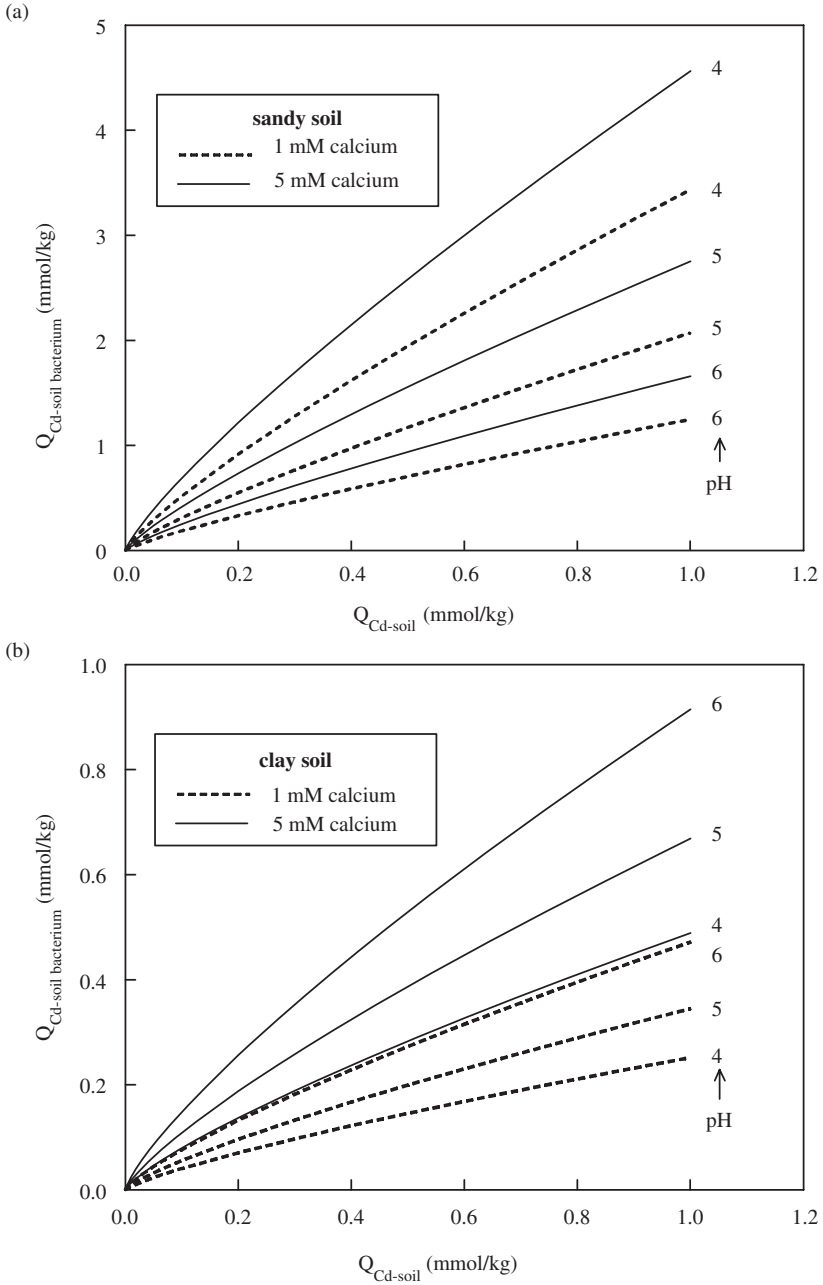 (a)
5
4
3
2
1
0
Q Cd-soil bacterium (mmol/kg)
sandy soil
1 mM calcium
5 mM calcium
4
4
5
5
6
6
pH
0.0 0.2 0.4 0.6 0.8 1.0 1.2
Q Cd-soil (mmol/kg)
(b)
1.0
0.8
0.6
0.4
0.2
0.0
Q Cd-soil bacterium (mmol/kg)
clay soil
1 mM calcium
5 mM calcium
6
5
4
6
5
4
pH
0.0 0.2 0.4 0.6 0.8 1.0 1.2
Q Cd-soil (mmol/kg)